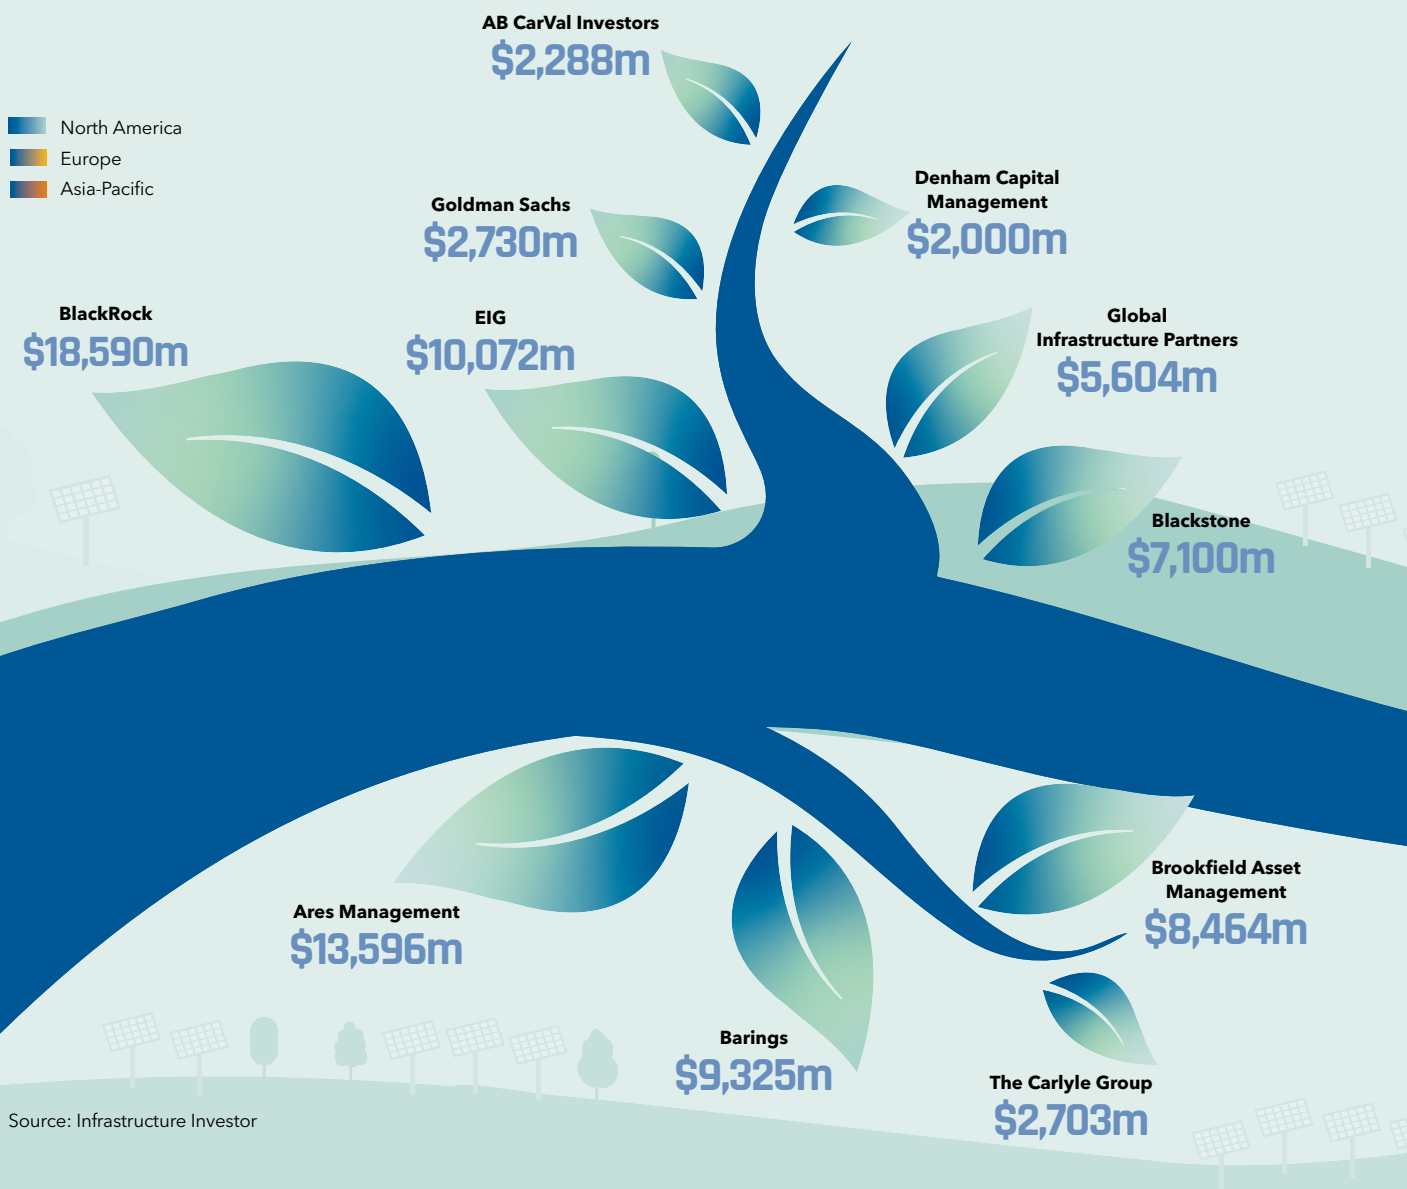 AB CarVal Investors
$2,288m
North America
Europe
Asia-Pacific
Denham Capital
Management
$2,000m
Goldman Sachs
$2,730m
BlackRock
$18,590m
EIG
$10,072m
Global
Infrastructure Partners
$5,604m
Blackstone
$7,100m
Ares Management
$13,596m
Brookfield Asset
Management
$8,464m
Barings
$9,325m
The Carlyle Group
$2,703m
Source: Infrastructure Investor